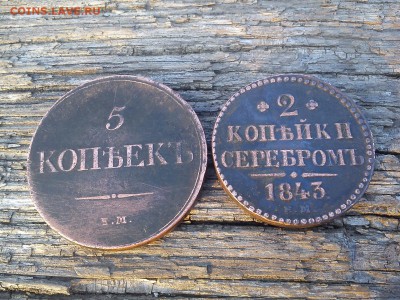 COINS.LAVE.RU
5
КОПѢЕКЪ
2
КОПѢЙКИ
СЕРЕБРОМЪ
1843